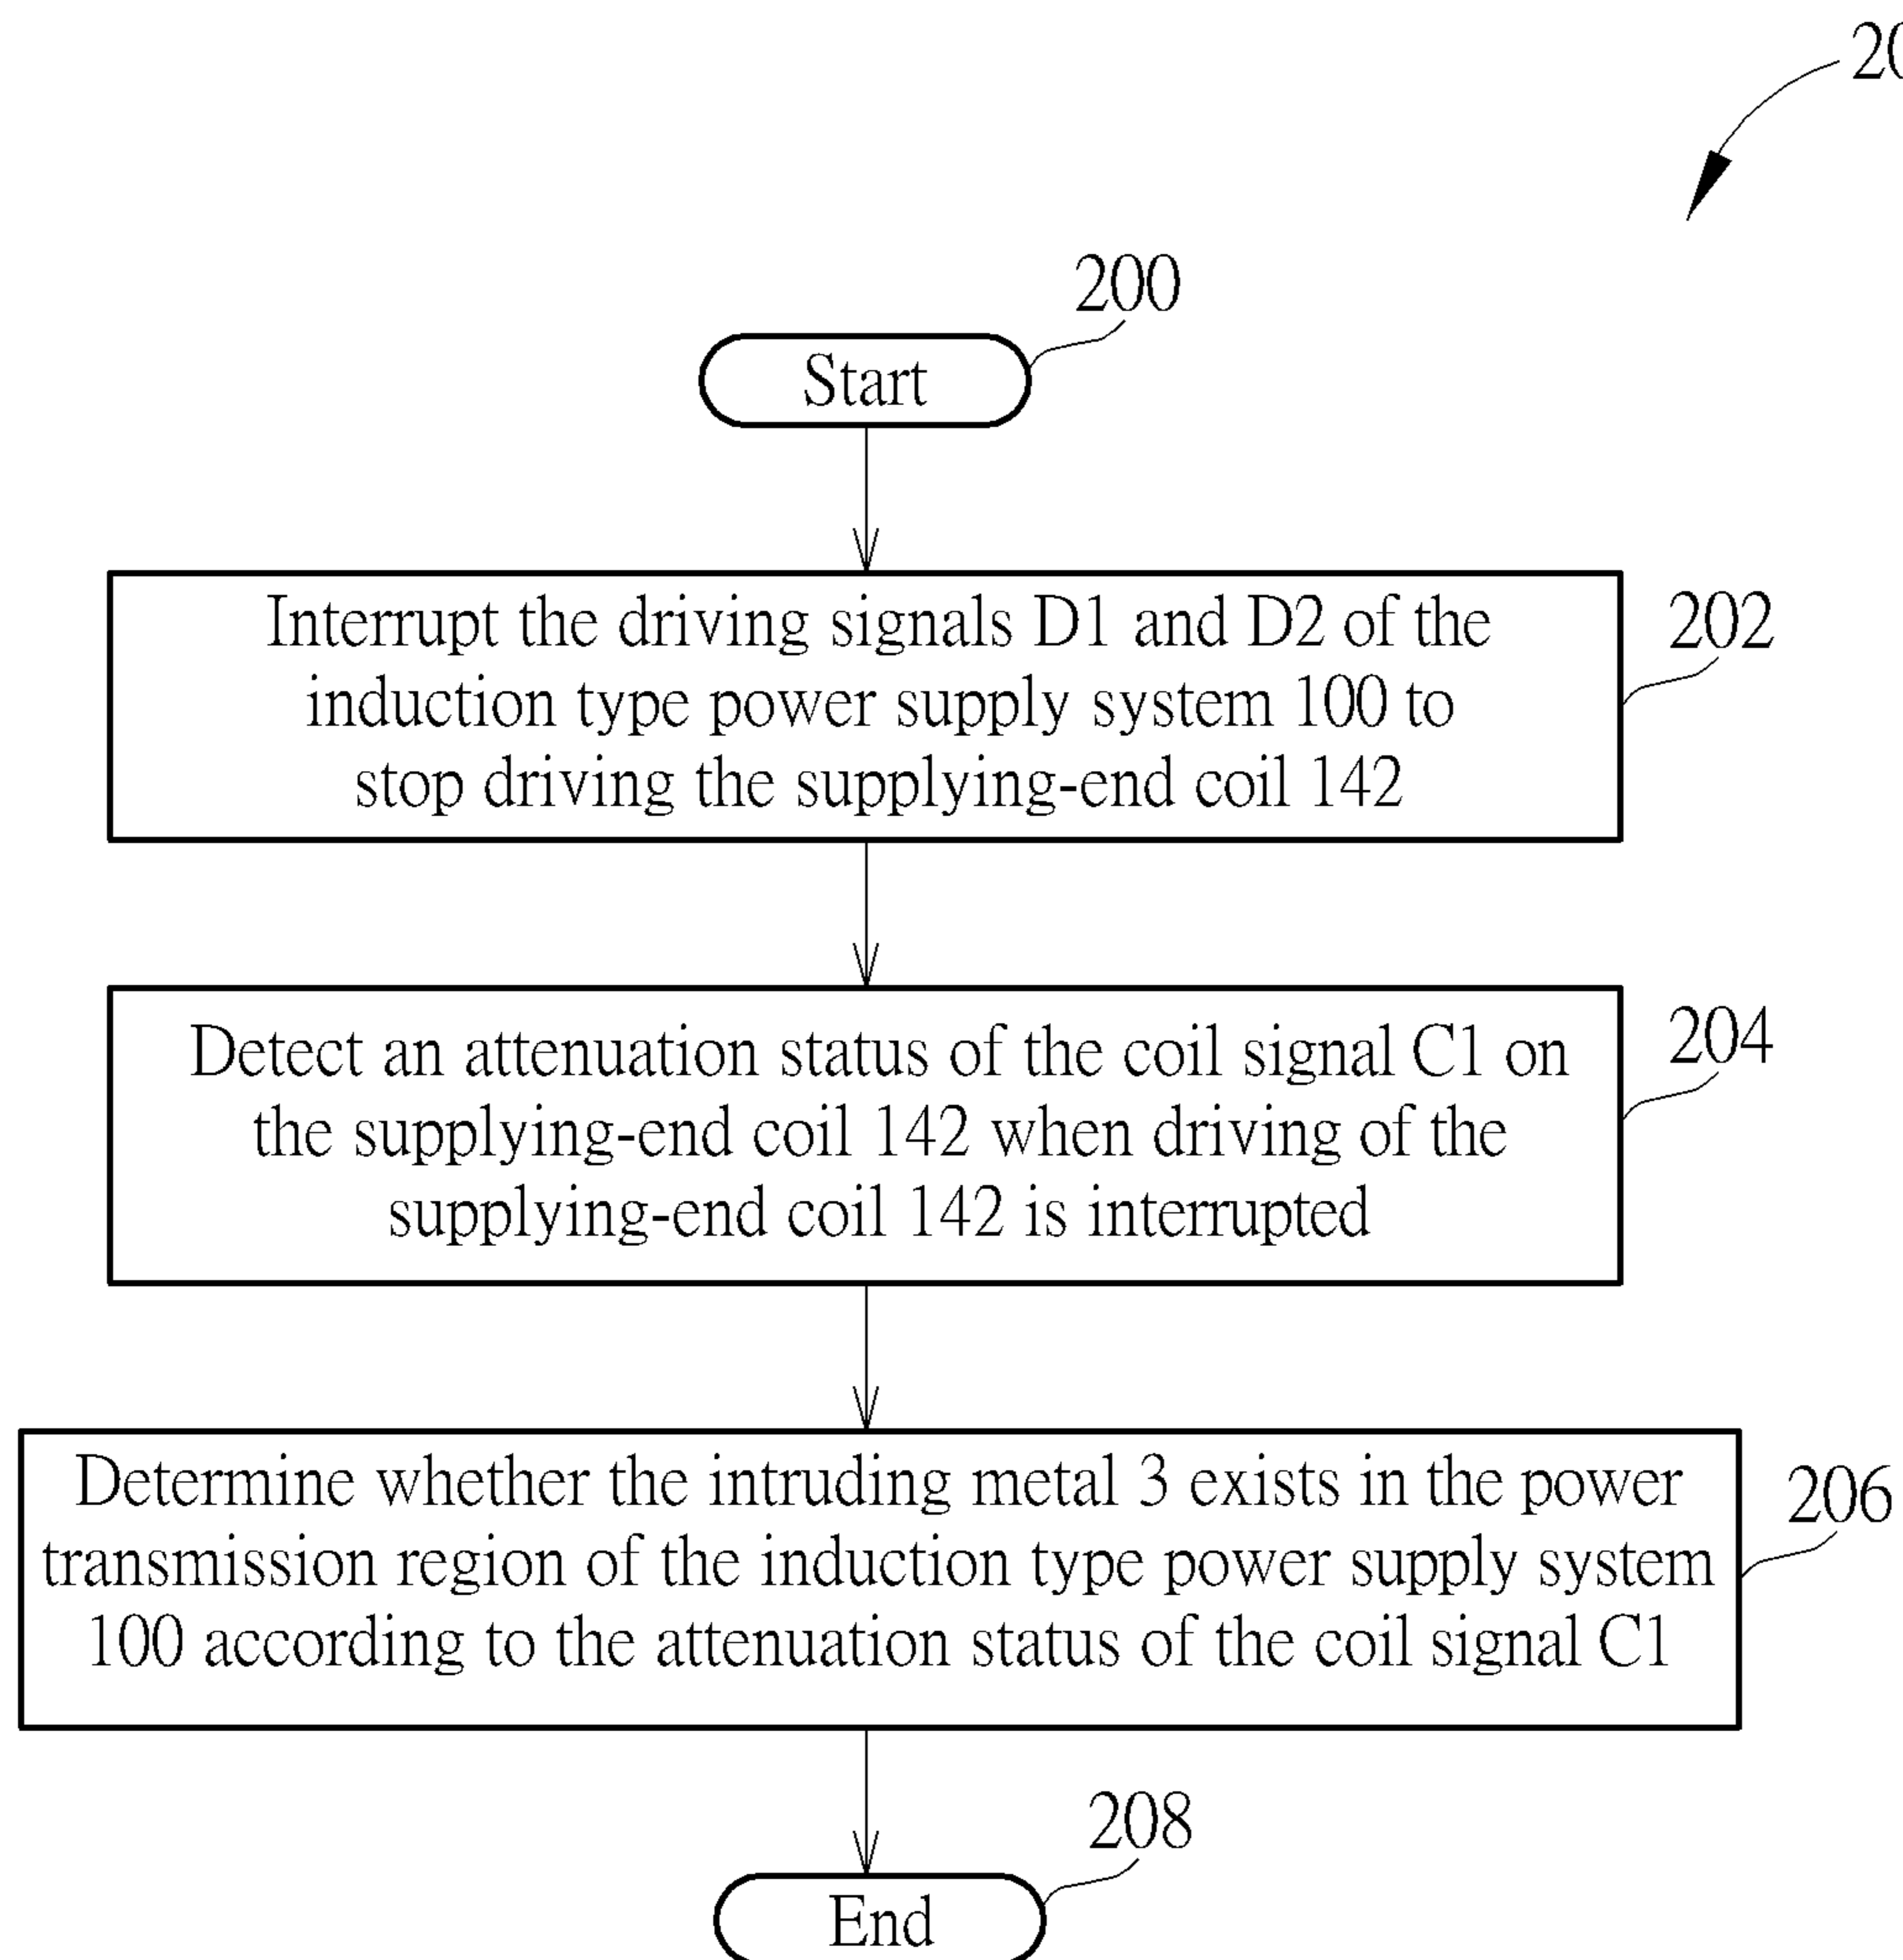 200
Start
Interrupt the driving signals D1 and D2 of the
induction type power supply system 100 to
stop driving the supplying-end coil 142
202
Detect an attenuation status of the coil signal C1 on
the supplying-end coil 142 when driving of the
supplying-end coil 142 is interrupted
204
Determine whether the intruding metal 3 exists in the power
transmission region of the induction type power supply system
100 according to the attenuation status of the coil signal C1
206
208
End